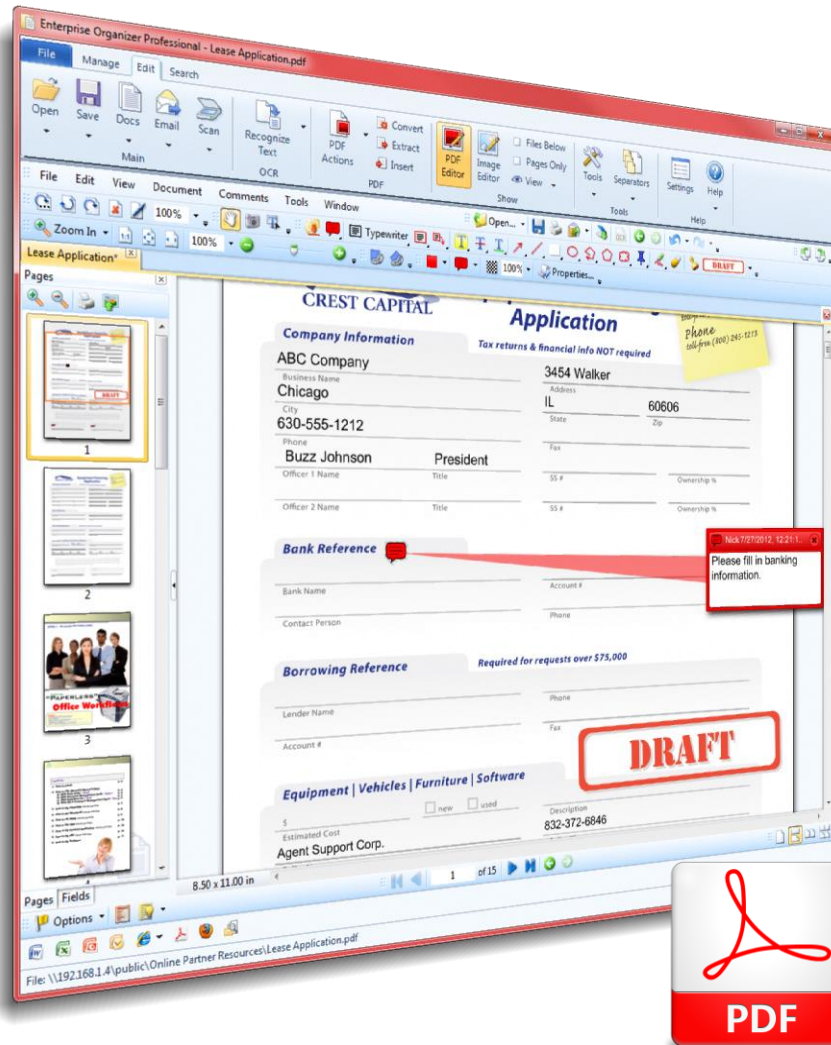 Enterprise Organizer Professional - Lease Application.pdf
File Manage Edit Search
Open Save Docs Email Scan Recognize Text PDF Actions Convert Extract Insert PDF Editor Image Editor Files Below Pages Only View Tools Separators Settings Help
Main OCR PDF Show Tools Help
File Edit View Document Comments Tools Window
100% Open...
Zoom In 100% Typewriter 100% Properties... DRAFT
Lease Application*
Pages
1
2
"PAPERLESS"
Office Workflow
3
CREST CAPITAL
Application
Phone
toll-free (800) 245-1213
Company Information Tax returns & financial info NOT required
ABC Company 3454 Walker
Business Name Address
Chicago IL 60606
City State Zip
630-555-1212
Phone Fax
Buzz Johnson President
Officer 1 Name Title SS # Ownership %
Officer 2 Name Title SS # Ownership %
Bank Reference
Nick 7/27/2012, 12:21:1...
Please fill in banking
information.
Bank Name Account #
Contact Person Phone
Borrowing Reference Required for requests over $75,000
Lender Name Phone
Account # Fax
DRAFT
Equipment | Vehicles | Furniture | Software
$ new used Description
Estimated Cost 832-372-6846
Agent Support Corp.
8.50 x 11.00 in 1 of 15
Pages Fields
Options
File: \\192.168.1.4\public\Online Partner Resources\Lease Application.pdf
PDF